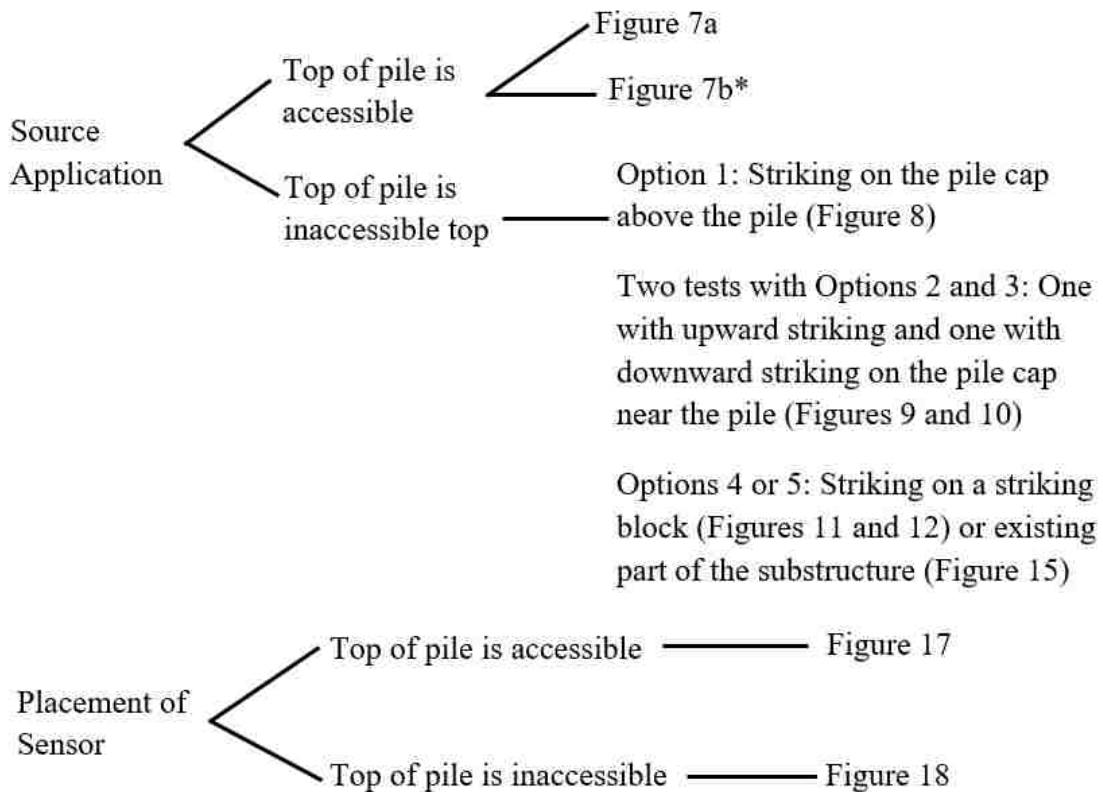 Figure 7a
Top of pile is
accessible
Figure 7b*
Source
Application
Top of pile is
inaccessible top
Option 1: Striking on the pile cap
above the pile (Figure 8)
Two tests with Options 2 and 3: One
with upward striking and one with
downward striking on the pile cap
near the pile (Figures 9 and 10)
Options 4 or 5: Striking on a striking
block (Figures 11 and 12) or existing
part of the substructure (Figure 15)
Placement of
Sensor
Top of pile is accessible
Figure 17
Top of pile is inaccessible
Figure 18